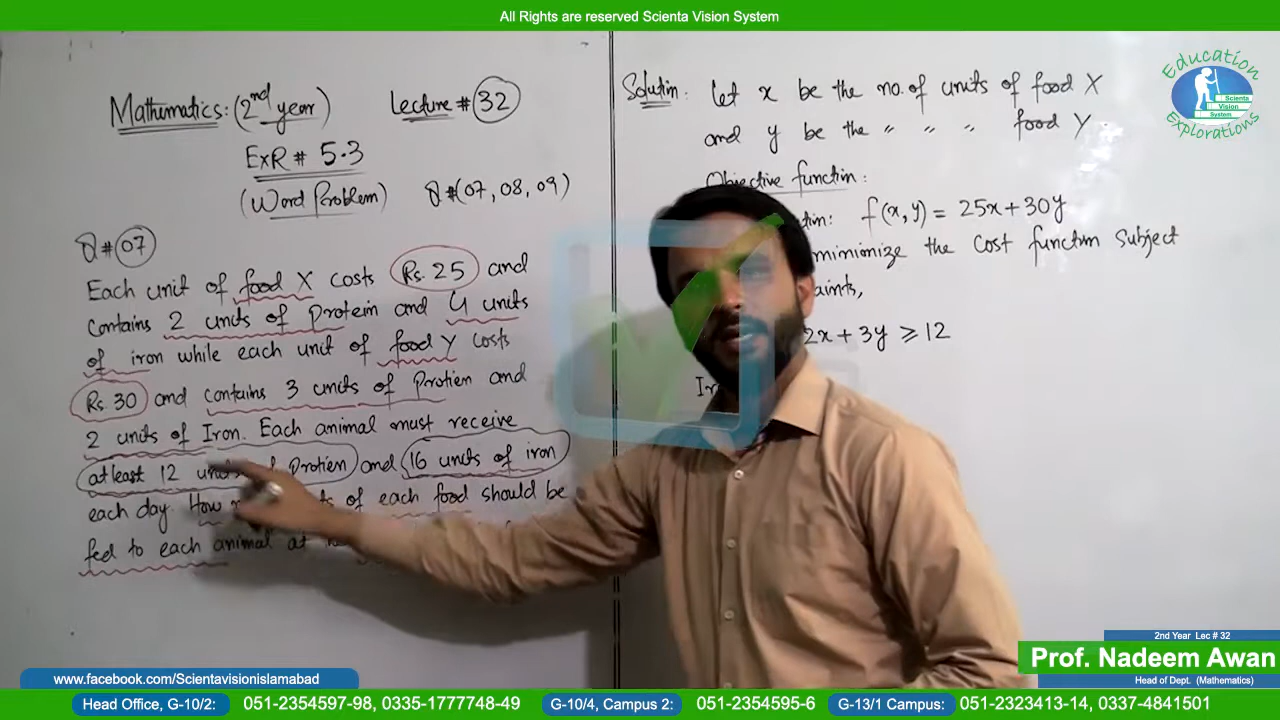 All Rights are reserved Scienta Vision System
Mathematics: (2nd year) Lecture # 32
ExR # 5.3
(Word Problem) Q#(07,08,09)
Q# 07
Each unit of food X costs Rs. 25 and
contains 2 units of Protein and 4 units
of iron while each unit of food Y costs
Rs. 30 and contains 3 units of Protien and
2 units of Iron. Each animal must receive
at least 12 units Protien and 16 units of iron
each day. How of each food should be
fed to each animal at
Solution: let x be the no. of units of food X
and y be the " " " food Y
Objective function:
f(x,y) = 25x+30y
minimize the Cost function Subject
2x + 3y ≥ 12
Education
Scienta
Vision
System
Explorations
2nd Year Lec # 32
Prof. Nadeem Awan
Head of Dept. (Mathematics)
www.facebook.com/Scientavisionislamabad
Head Office, G-10/2: 051-2354597-98, 0335-1777748-49 G-10/4, Campus 2: 051-2354595-6 G-13/1 Campus: 051-2323413-14, 0337-4841501